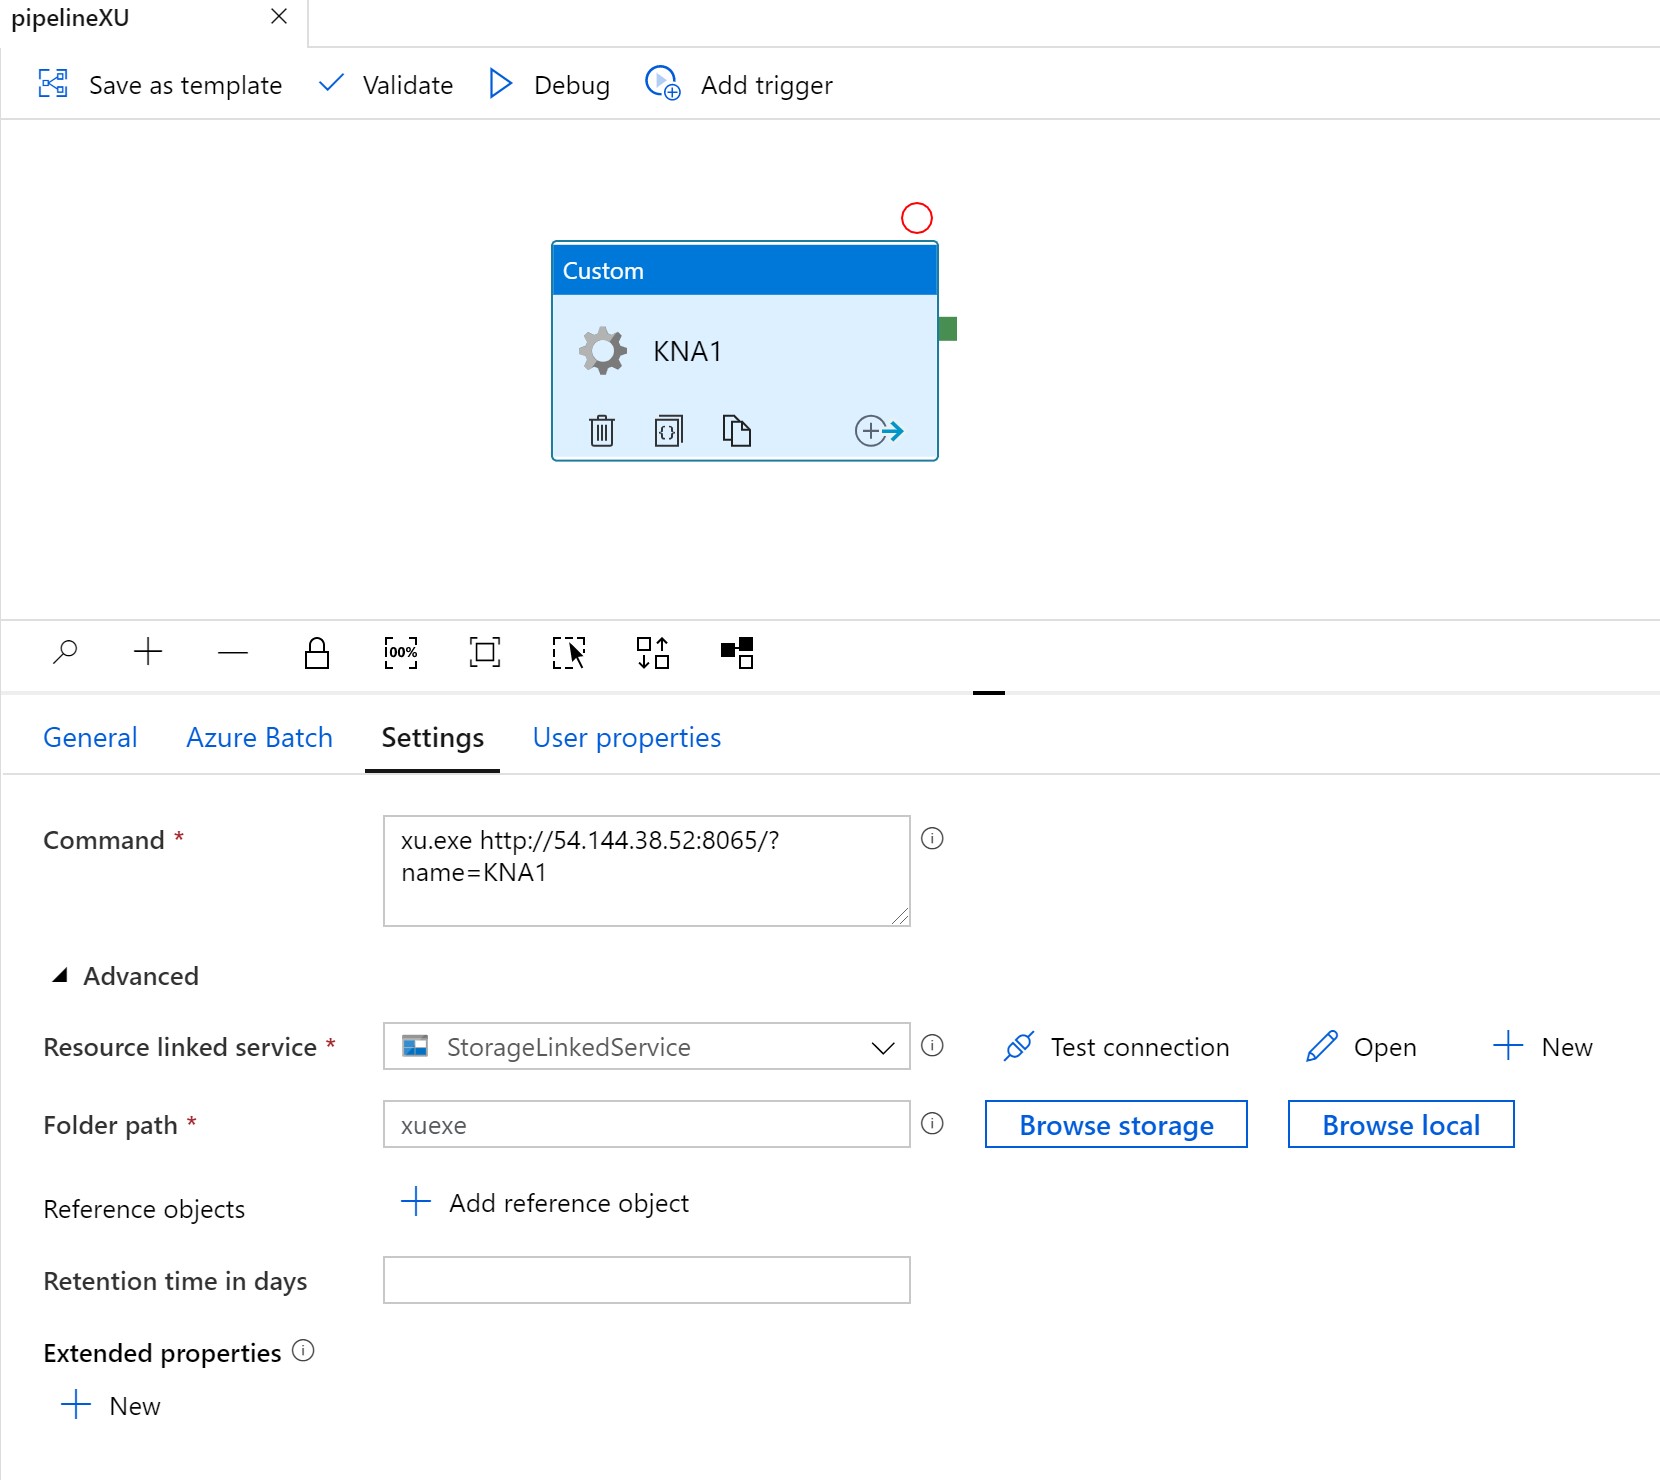 pipelineXU
Save as template
Validate
Debug
Add trigger
Custom
KNA1
{}
00%
General
Azure Batch
Settings
User properties
Command *
xu.exe http://54.144.38.52:8065/?
name=KNA1
Advanced
Resource linked service *
StorageLinkedService
Test connection
Open
New
Folder path *
xuexe
Browse storage
Browse local
Reference objects
Add reference object
Retention time in days
Extended properties
New